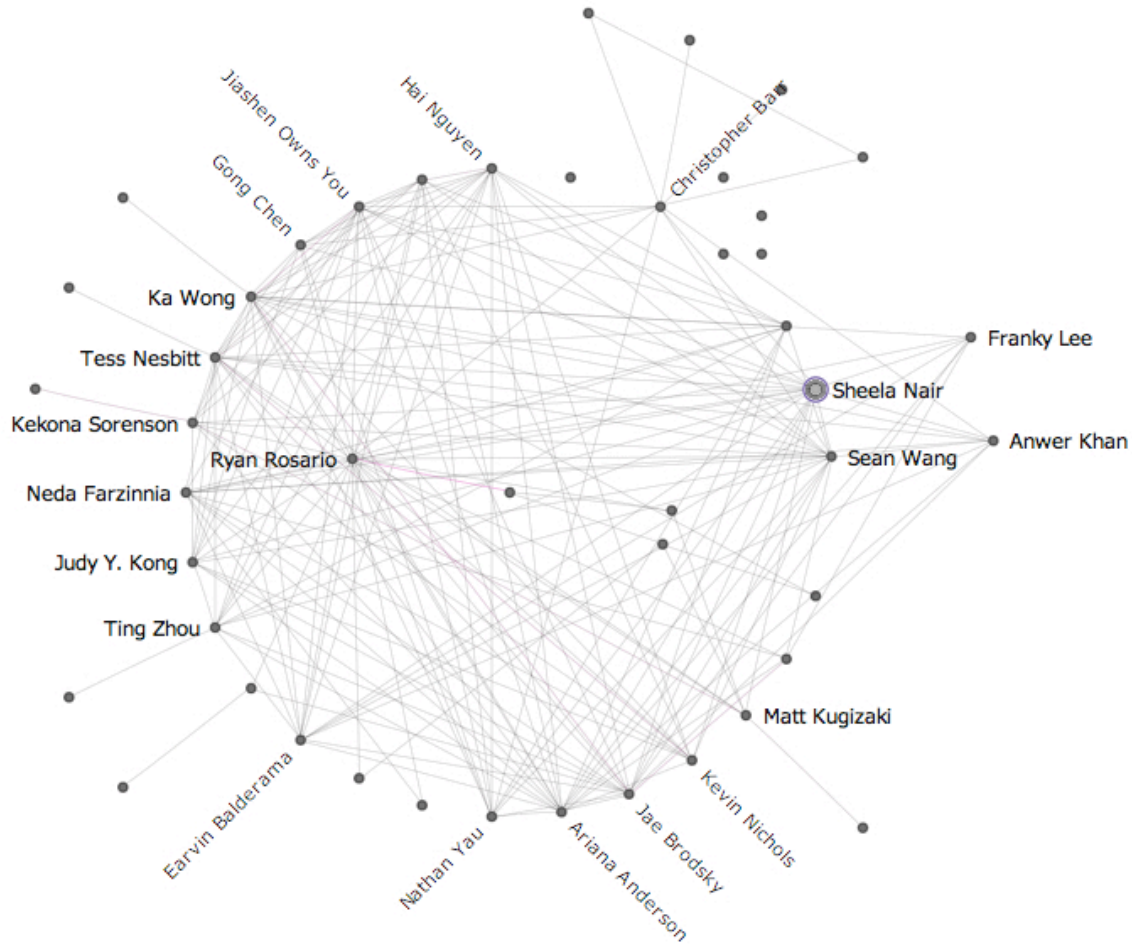 Jiashen Owns You
Hai Nguyen
Christopher Barr
Gong Chen
Ka Wong
Franky Lee
Tess Nesbitt
Sheela Nair
Kekona Sorenson
Anwer Khan
Ryan Rosario
Sean Wang
Neda Farzinnia
Judy Y. Kong
Ting Zhou
Matt Kugizaki
Earvin Balderama
Nathan Yau
Ariana Anderson
Jae Brodsky
Kevin Nichols